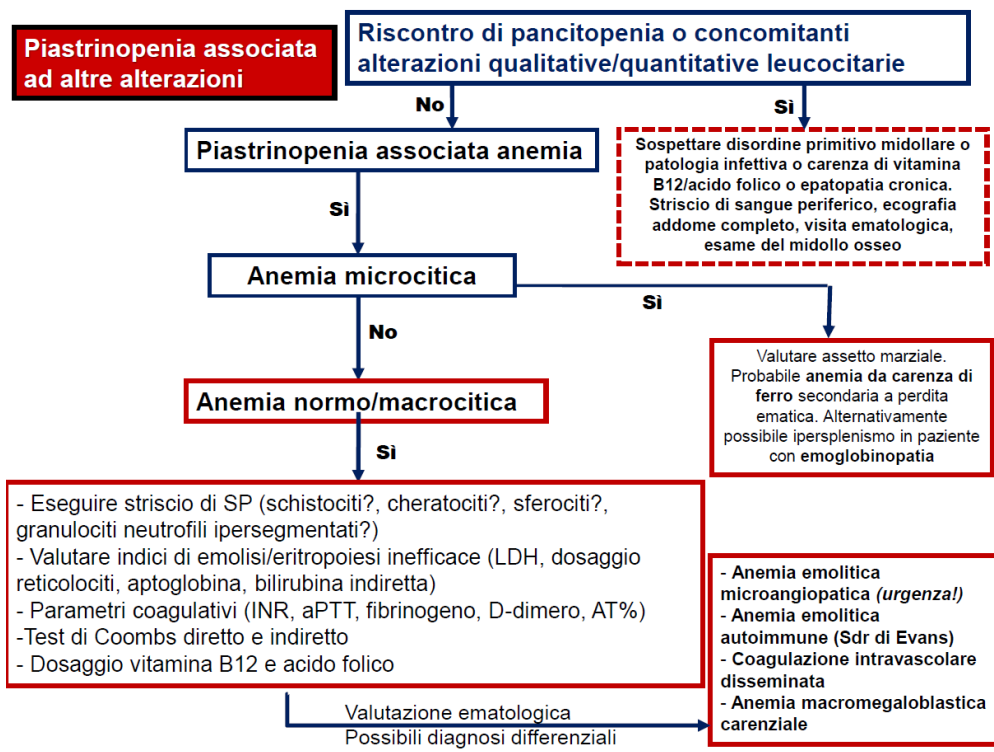 Piastrinopenia associata
ad altre alterazioni
Riscontro di pancitopenia o concomitanti
alterazioni qualitative/quantitative leucocitarie
No
Sì
Piastrinopenia associata anemia
Sospettare disordine primitivo midollare o
patologia infettiva o carenza di vitamina
B12/acido folico o epatopatia cronica.
Striscio di sangue periferico, ecografia
addome completo, visita ematologica,
esame del midollo osseo
Sì
Anemia microcitica
Sì
No
Valutare assetto marziale.
Probabile anemia da carenza di
ferro secondaria a perdita
ematica. Alternativamente
possibile ipersplenismo in paziente
con emoglobinopatia
Anemia normo/macrocitica
Sì
- Eseguire striscio di SP (schistociti?, cheratociti?, sferociti?,
granulociti neutrofili ipersegmentati?)
- Valutare indici di emolisi/eritropoiesi inefficace (LDH, dosaggio
reticolociti, aptoglobina, bilirubina indiretta)
- Parametri coagulativi (INR, aPTT, fibrinogeno, D-dimero, AT%)
-Test di Coombs diretto e indiretto
- Dosaggio vitamina B12 e acido folico
- Anemia emolitica
microangiopatica (urgenza!)
- Anemia emolitica
autoimmune (Sdr di Evans)
- Coagulazione intravascolare
disseminata
- Anemia macromegaloblastica
carenziale
Valutazione ematologica
Possibili diagnosi differenziali